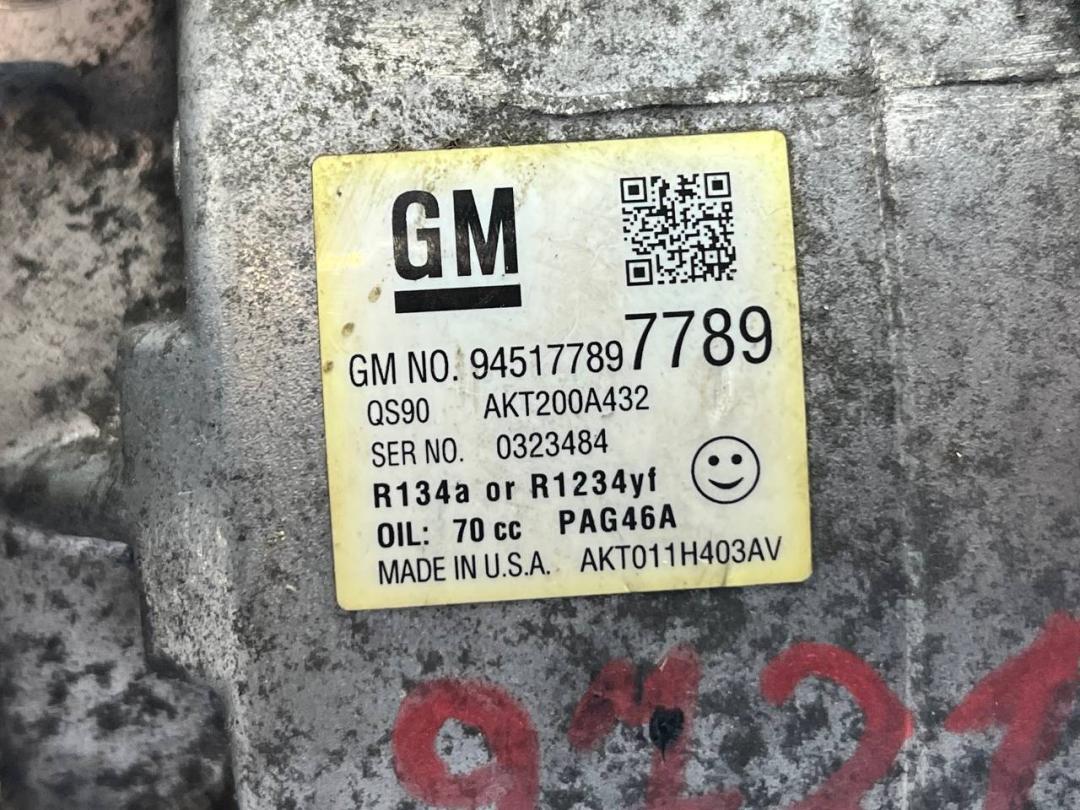 GM
GM NO. 94517789 7789
QS90 AKT200A432
SER NO. 0323484
R134a or R1234yf
OIL: 70 cc PAG46A
MADE IN U.S.A. AKT011H403AV